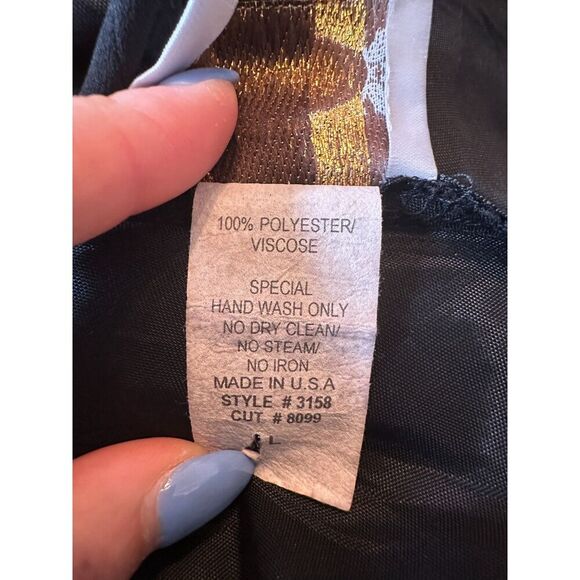 100% POLYESTER/
VISCOSE
SPECIAL
HAND WASH ONLY
NO DRY CLEAN/
NO STEAM/
NO IRON
MADE IN U.S.A
STYLE # 3158
CUT # 8099
L